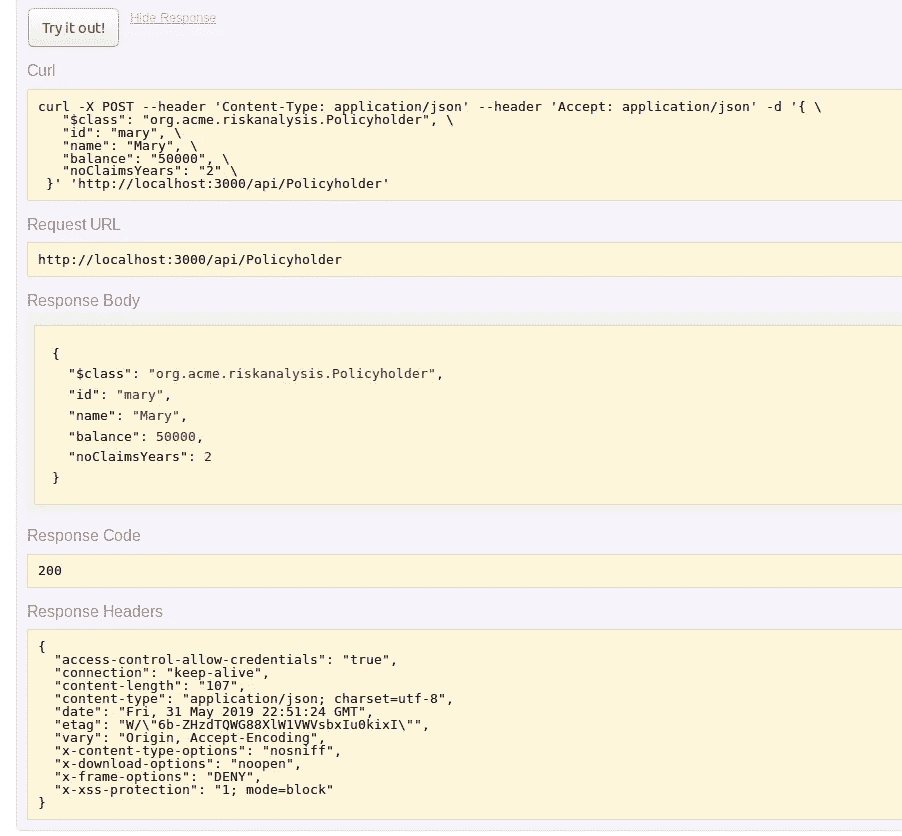 Try it out!
Hide Response
Curl
curl -X POST --header 'Content-Type: application/json' --header 'Accept: application/json' -d '{ \
"$class": "org.acme.riskanalysis.Policyholder", \
"id": "mary", \
"name": "Mary", \
"balance": "50000", \
"noClaimsYears": "2" \
}' 'http://localhost:3000/api/Policyholder'
Request URL
http://localhost:3000/api/Policyholder
Response Body
{
"$class": "org.acme.riskanalysis.Policyholder",
"id": "mary",
"name": "Mary",
"balance": 50000,
"noClaimsYears": 2
}
Response Code
200
Response Headers
{
"access-control-allow-credentials": "true",
"connection": "keep-alive",
"content-length": "107",
"content-type": "application/json; charset=utf-8",
"date": "Fri, 31 May 2019 22:51:24 GMT",
"etag": "W/\"6b-ZHzdTQWG88XlW1VWVsbxIu0kixI\"",
"vary": "Origin, Accept-Encoding",
"x-content-type-options": "nosniff",
"x-download-options": "noopen",
"x-frame-options": "DENY",
"x-xss-protection": "1; mode=block"
}